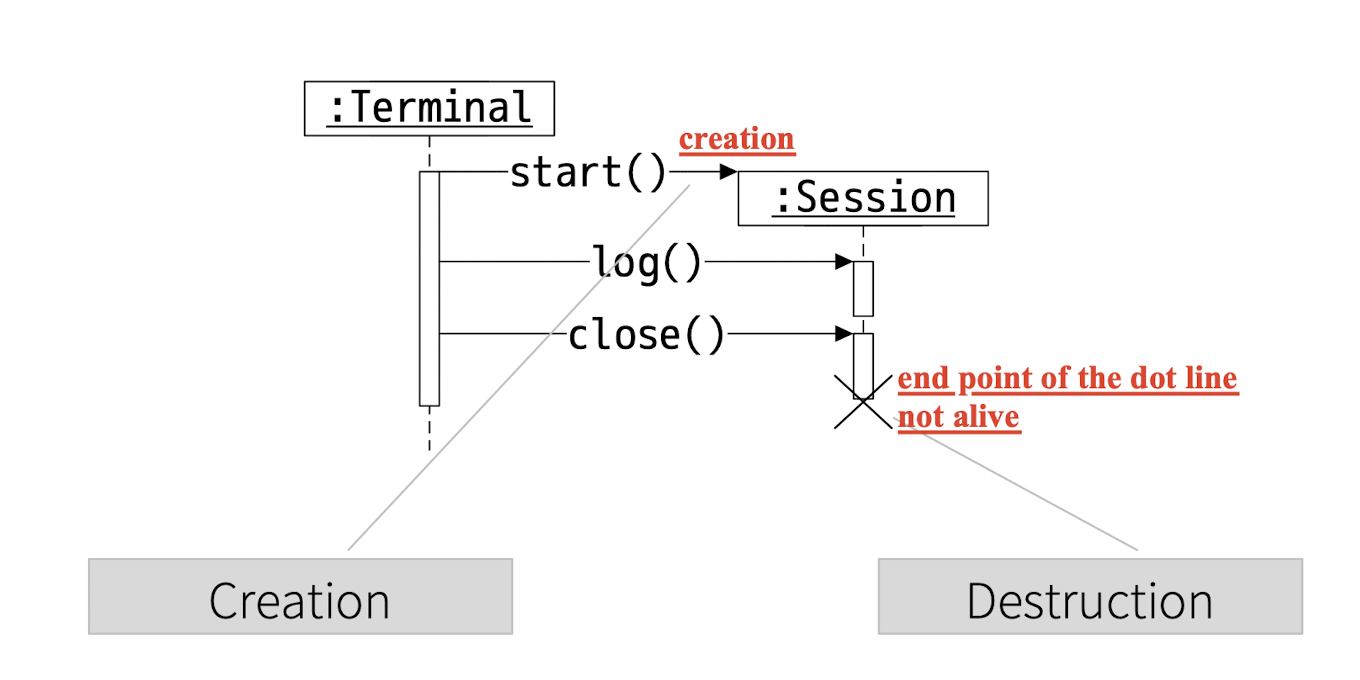 :Terminal
creation
start()
:Session
log()
close()
end point of the dot line
not alive
Creation
Destruction